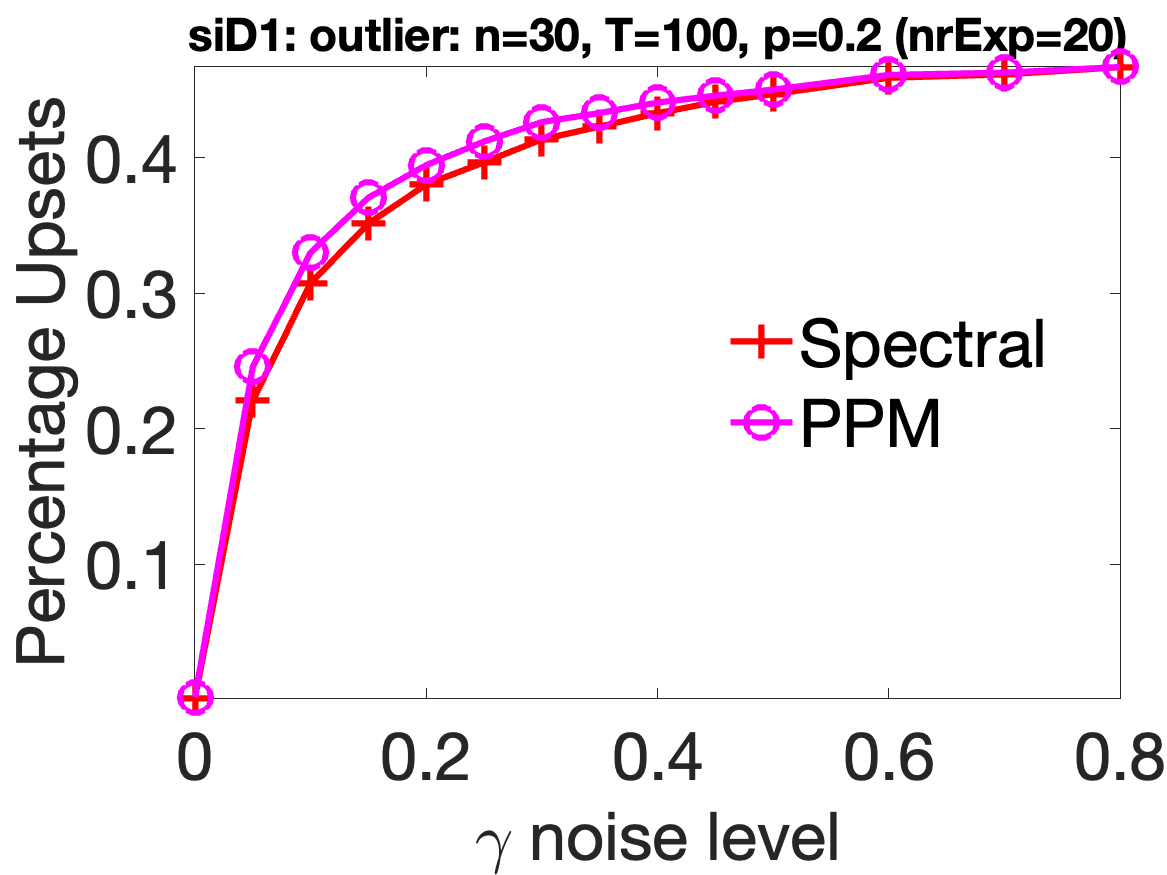 siD1: outlier: n=30, T=100, p=0.2 (nrExp=20)
Percentage Upsets
0.4
0.3
0.2
0.1
Spectral
PPM
0 0.2 0.4 0.6 0.8
γ noise level